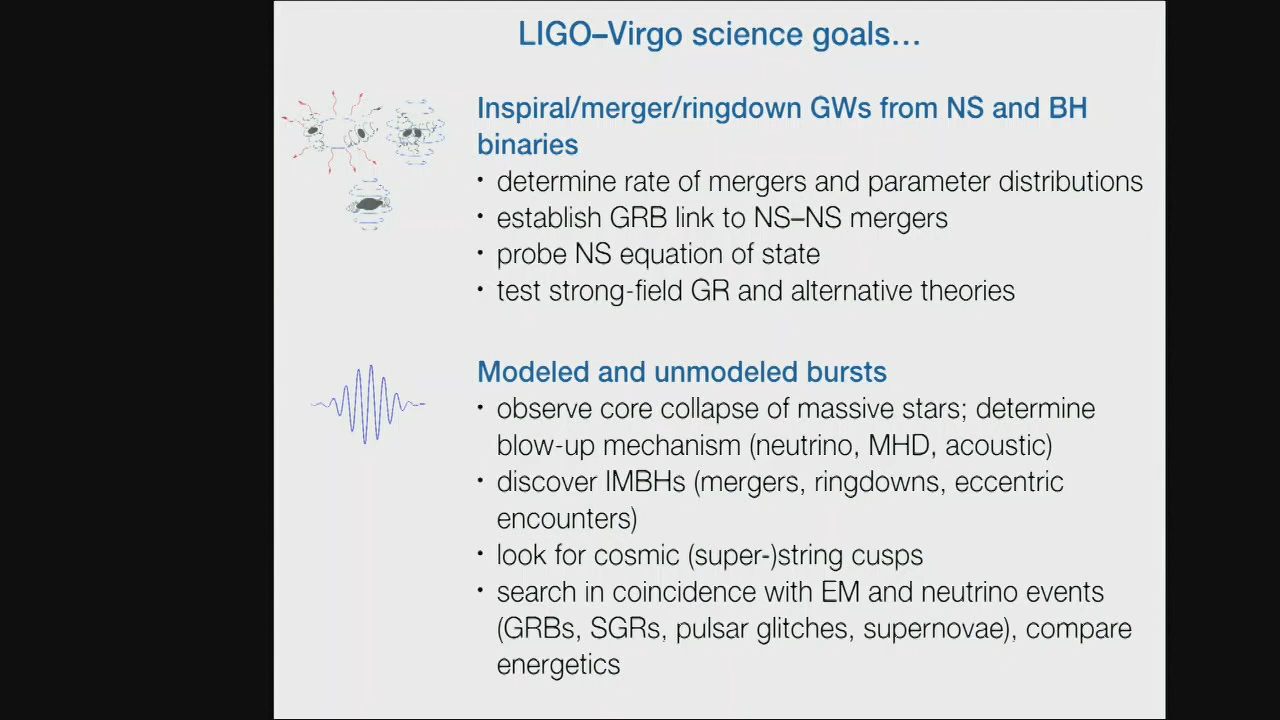 LIGO–Virgo science goals…
Inspiral/merger/ringdown GWs from NS and BH
binaries
• determine rate of mergers and parameter distributions
• establish GRB link to NS–NS mergers
• probe NS equation of state
• test strong-field GR and alternative theories
Modeled and unmodeled bursts
• observe core collapse of massive stars; determine
blow-up mechanism (neutrino, MHD, acoustic)
• discover IMBHs (mergers, ringdowns, eccentric
encounters)
• look for cosmic (super-)string cusps
• search in coincidence with EM and neutrino events
(GRBs, SGRs, pulsar glitches, supernovae), compare
energetics